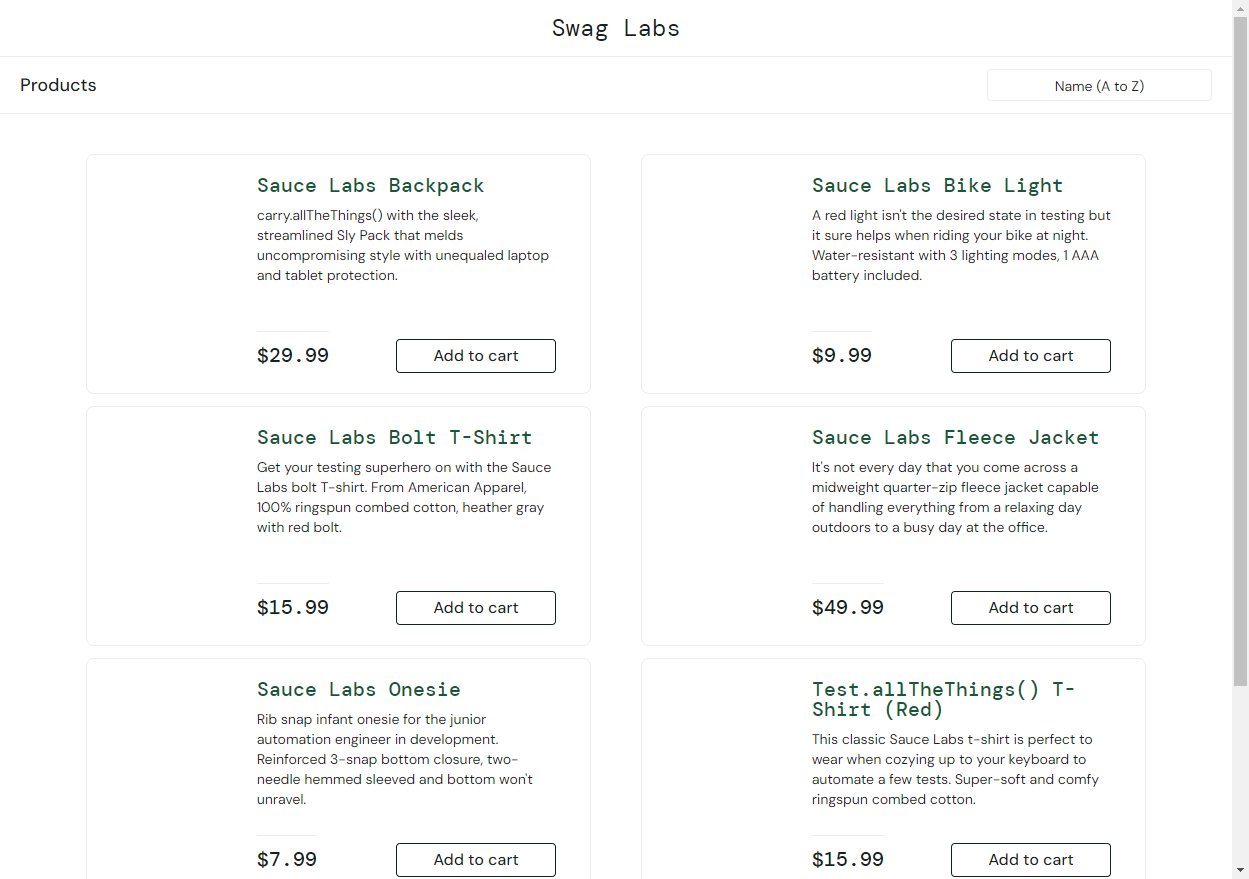 Swag Labs
Products
Name (A to Z)
Sauce Labs Backpack
carry.allTheThings() with the sleek,
streamlined Sly Pack that melds
uncompromising style with unequaled laptop
and tablet protection.
$29.99
Add to cart
Sauce Labs Bike Light
A red light isn't the desired state in testing but
it sure helps when riding your bike at night.
Water-resistant with 3 lighting modes, 1 AAA
battery included.
$9.99
Add to cart
Sauce Labs Bolt T-Shirt
Get your testing superhero on with the Sauce
Labs bolt T-shirt. From American Apparel,
100% ringspun combed cotton, heather gray
with red bolt.
$15.99
Add to cart
Sauce Labs Fleece Jacket
It's not every day that you come across a
midweight quarter-zip fleece jacket capable
of handling everything from a relaxing day
outdoors to a busy day at the office.
$49.99
Add to cart
Sauce Labs Onesie
Rib snap infant onesie for the junior
automation engineer in development.
Reinforced 3-snap bottom closure, two-
needle hemmed sleeved and bottom won't
unravel.
$7.99
Add to cart
Test.allTheThings() T-
Shirt (Red)
This classic Sauce Labs t-shirt is perfect to
wear when cozying up to your keyboard to
automate a few tests. Super-soft and comfy
ringspun combed cotton.
$15.99
Add to cart